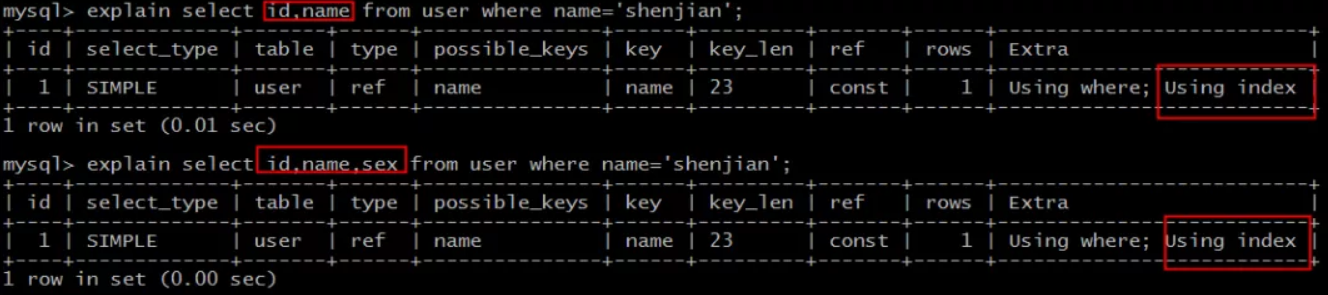 mysql> explain select id,name from user where name='shenjian';
+----+-------------+-------+------+---------------+------+---------+-------+------+--------------------------+
| id | select_type | table | type | possible_keys | key | key_len | ref | rows | Extra |
+----+-------------+-------+------+---------------+------+---------+-------+------+--------------------------+
| 1 | SIMPLE | user | ref | name | name | 23 | const | 1 | Using where; Using index |
+----+-------------+-------+------+---------------+------+---------+-------+------+--------------------------+
1 row in set (0.01 sec)
mysql> explain select id,name,sex from user where name='shenjian';
+----+-------------+-------+------+---------------+------+---------+-------+------+--------------------------+
| id | select_type | table | type | possible_keys | key | key_len | ref | rows | Extra |
+----+-------------+-------+------+---------------+------+---------+-------+------+--------------------------+
| 1 | SIMPLE | user | ref | name | name | 23 | const | 1 | Using where; Using index |
+----+-------------+-------+------+---------------+------+---------+-------+------+--------------------------+
1 row in set (0.00 sec)